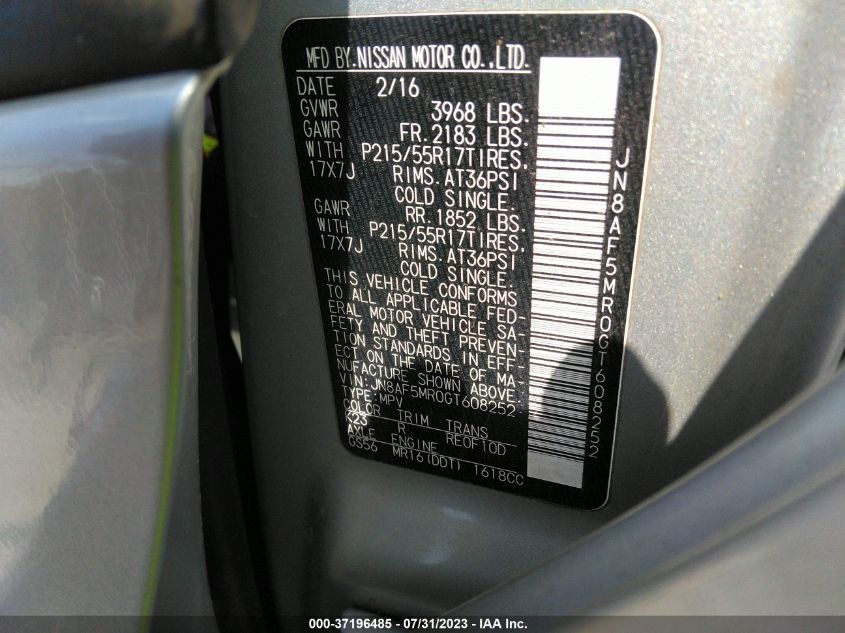 MFD BY.NISSAN MOTOR CO.,LTD.
DATE 2/16
GVWR 3968 LBS.
GAWR FR.2183 LBS.
WITH P215/55R17TIRES,
17X7J RIMS.AT36PSI
COLD SINGLE.
GAWR RR.1852 LBS.
WITH P215/55R17TIRES,
17X7J RIMS.AT36PSI
COLD SINGLE.
THIS VEHICLE CONFORMS
TO ALL APPLICABLE FED-
ERAL MOTOR VEHICLE SA-
FETY AND THEFT PREVEN-
TION STANDARDS IN EFF-
ECT ON THE DATE OF MA-
NUFACTURE SHOWN ABOVE.
VIN:JN8AF5MR0GT608252
TYPE:MPV
COLOR TRIM TRANS
K23 R RE0F10D
AXLE ENGINE
GS56 MR16(DDT) 1618CC
JN8AF5MR0GT608252
000-37196485 - 07/31/2023 - IAA Inc.